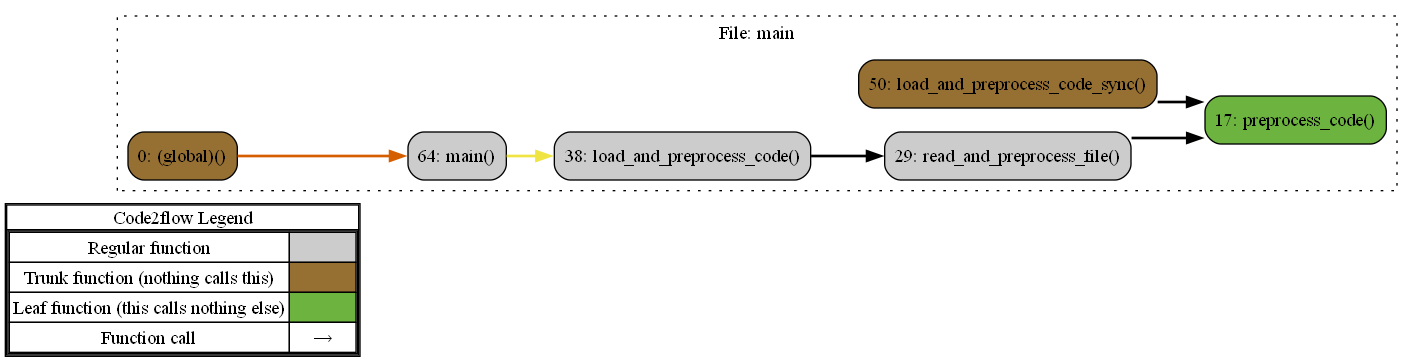 File: main
50: load_and_preprocess_code_sync()
17: preprocess_code()
0: (global)()
64: main()
38: load_and_preprocess_code()
29: read_and_preprocess_file()
Code2flow Legend
Regular function
Trunk function (nothing calls this)
Leaf function (this calls nothing else)
Function call →